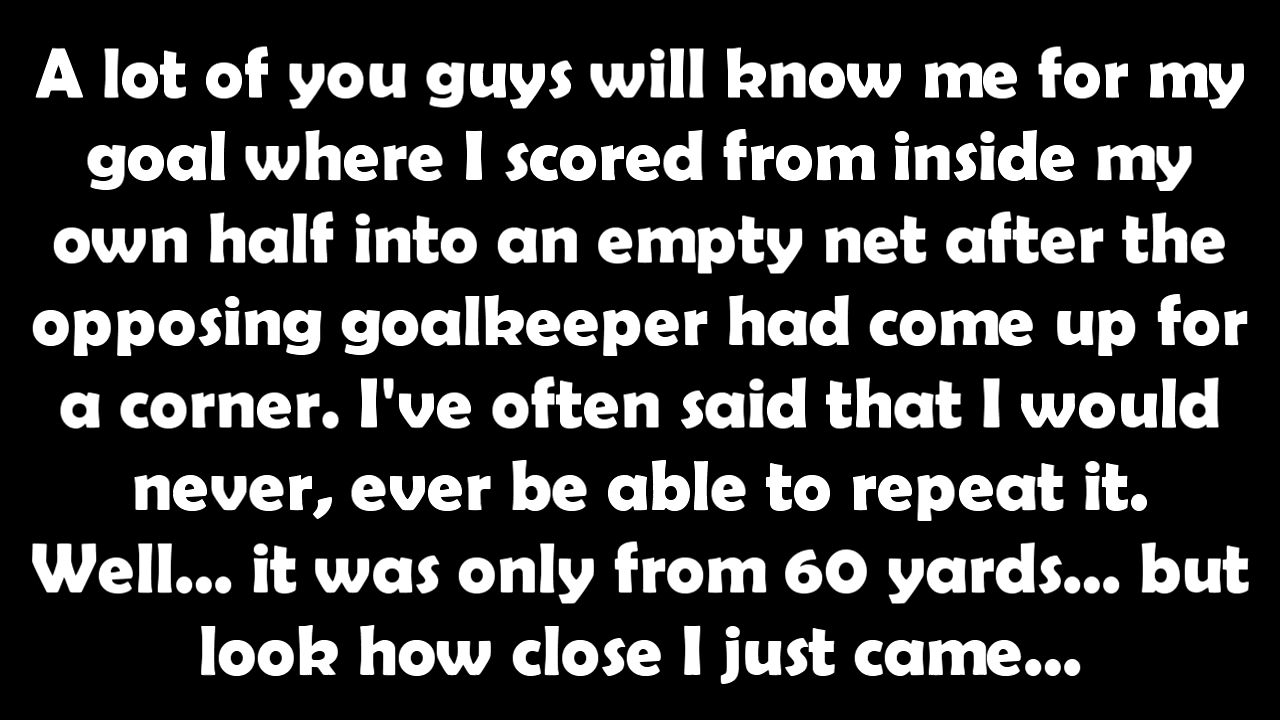 A lot of you guys will know me for my
goal where I scored from inside my
own half into an empty net after the
opposing goalkeeper had come up for
a corner. I've often said that I would
never, ever be able to repeat it.
Well... it was only from 60 yards... but
look how close I just came...